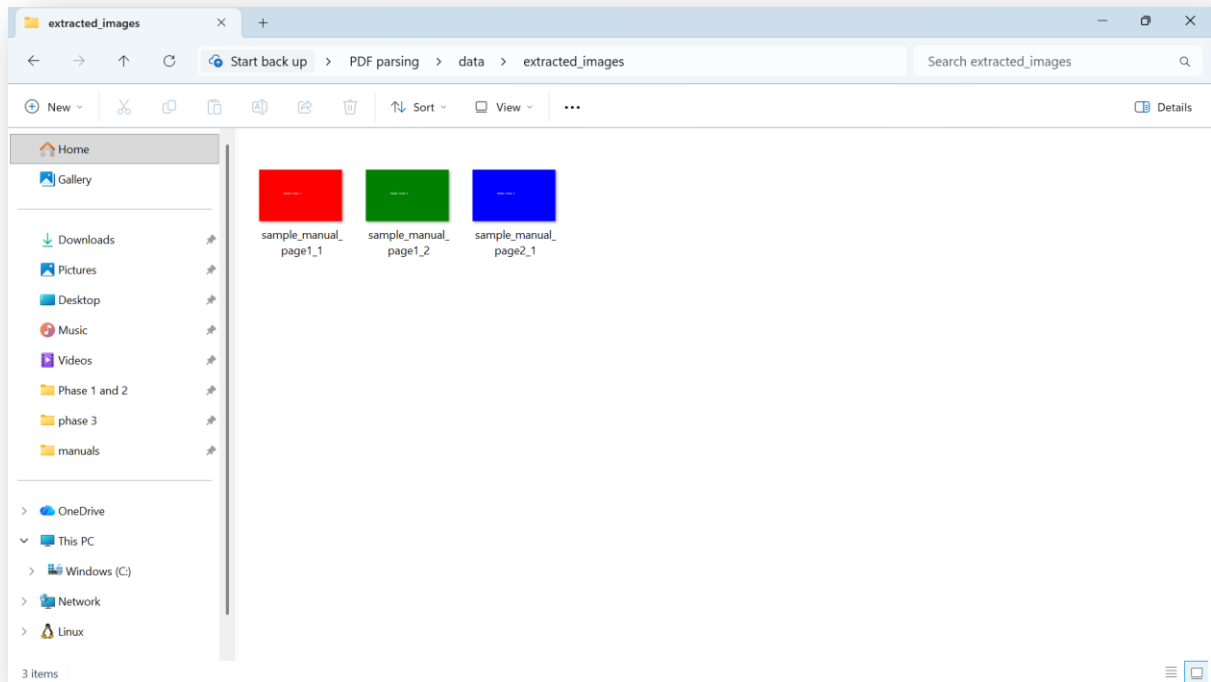 extracted_images
Start back up > PDF parsing > data > extracted_images
Search extracted_images
New
Sort
View
Details
Home
Gallery
Downloads
Pictures
Desktop
Music
Videos
Phase 1 and 2
phase 3
manuals
OneDrive
This PC
Windows (C:)
Network
Linux
sample_manual_
page1_1
sample_manual_
page1_2
sample_manual_
page2_1
3 items